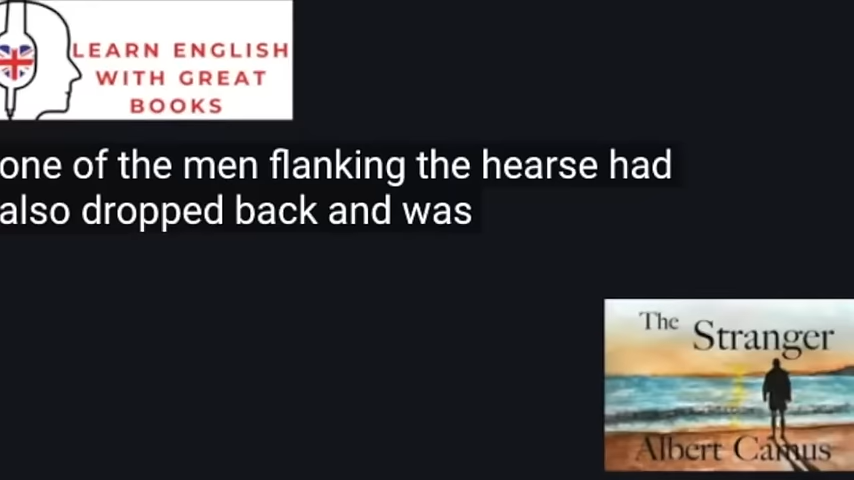 LEARN ENGLISH
WITH GREAT
BOOKS
one of the men flanking the hearse had
also dropped back and was
The Stranger
Albert Camus